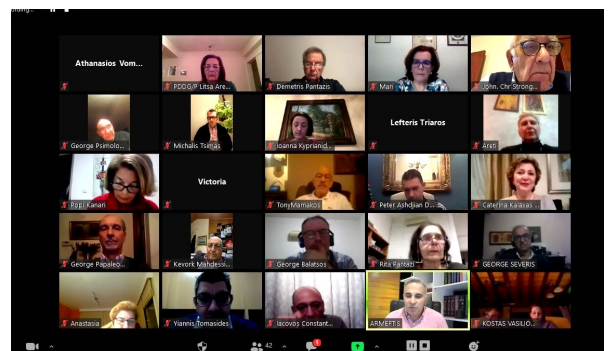 Athanasios Vom...
PDDG/P Litsa Are...
Demetris Pantazis
Mari
John. Chr Strong...
George Psimolo...
Michalis Tsimas
Ioanna Kyprianid...
Lefteris Triaros
Areti
Popi Kanari
Victoria
TonyMamakos
Peter Ashdjian D...
Caterina Kalavas ...
George Papaleo...
Kevork Mahdessi...
George Balatsos
Rita Pantazi
GEORGE SEVERIS
Anastasia
Yiannis Tomasides
Iacovos Constant...
ARMEFTIS
KOSTAS VASILIO...
42
1